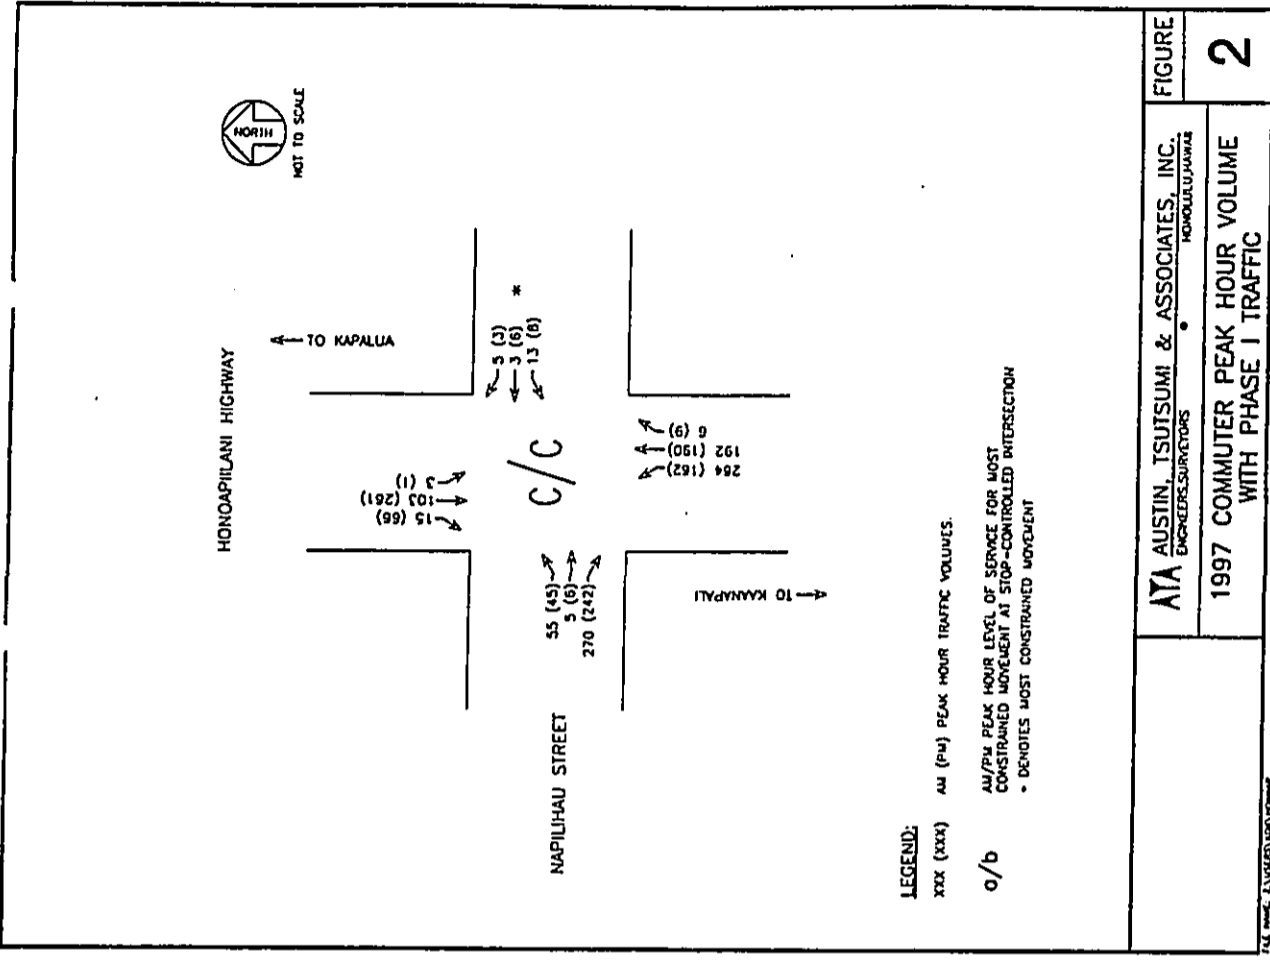 NORTH
NOT TO SCALE
HONOAPIILANI HIGHWAY
TO KAPALUA
5 (3)
3 (6) *
13 (8)
15 (66)
103 (261)
3 (1)
C/C
55 (45)
5 (6)
270 (242)
264 (162)
192 (190)
6 (9)
TO KAANAPALI
NAPILIHAU STREET
LEGEND:
XXX (XXX) AM (PM) PEAK HOUR TRAFFIC VOLUMES.
a/b AM/PM PEAK HOUR LEVEL OF SERVICE FOR MOST
CONSTRAINED MOVEMENT AT STOP-CONTROLLED INTERSECTION
* DENOTES MOST CONSTRAINED MOVEMENT
ATA AUSTIN, TSUTSUMI & ASSOCIATES, INC.
ENGINEERS,SURVEYORS • HONOLULU,HAWAII
FIGURE
2
1997 COMMUTER PEAK HOUR VOLUME
WITH PHASE I TRAFFIC